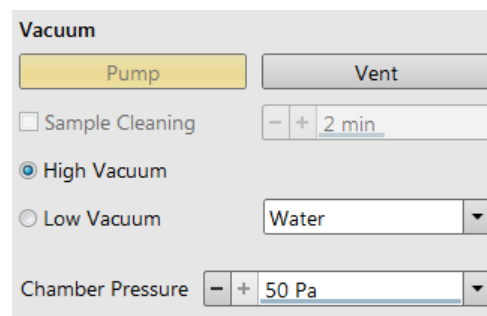 Vacuum
Pump Vent
Sample Cleaning - + 2 min
High Vacuum
Low Vacuum Water
Chamber Pressure - + 50 Pa